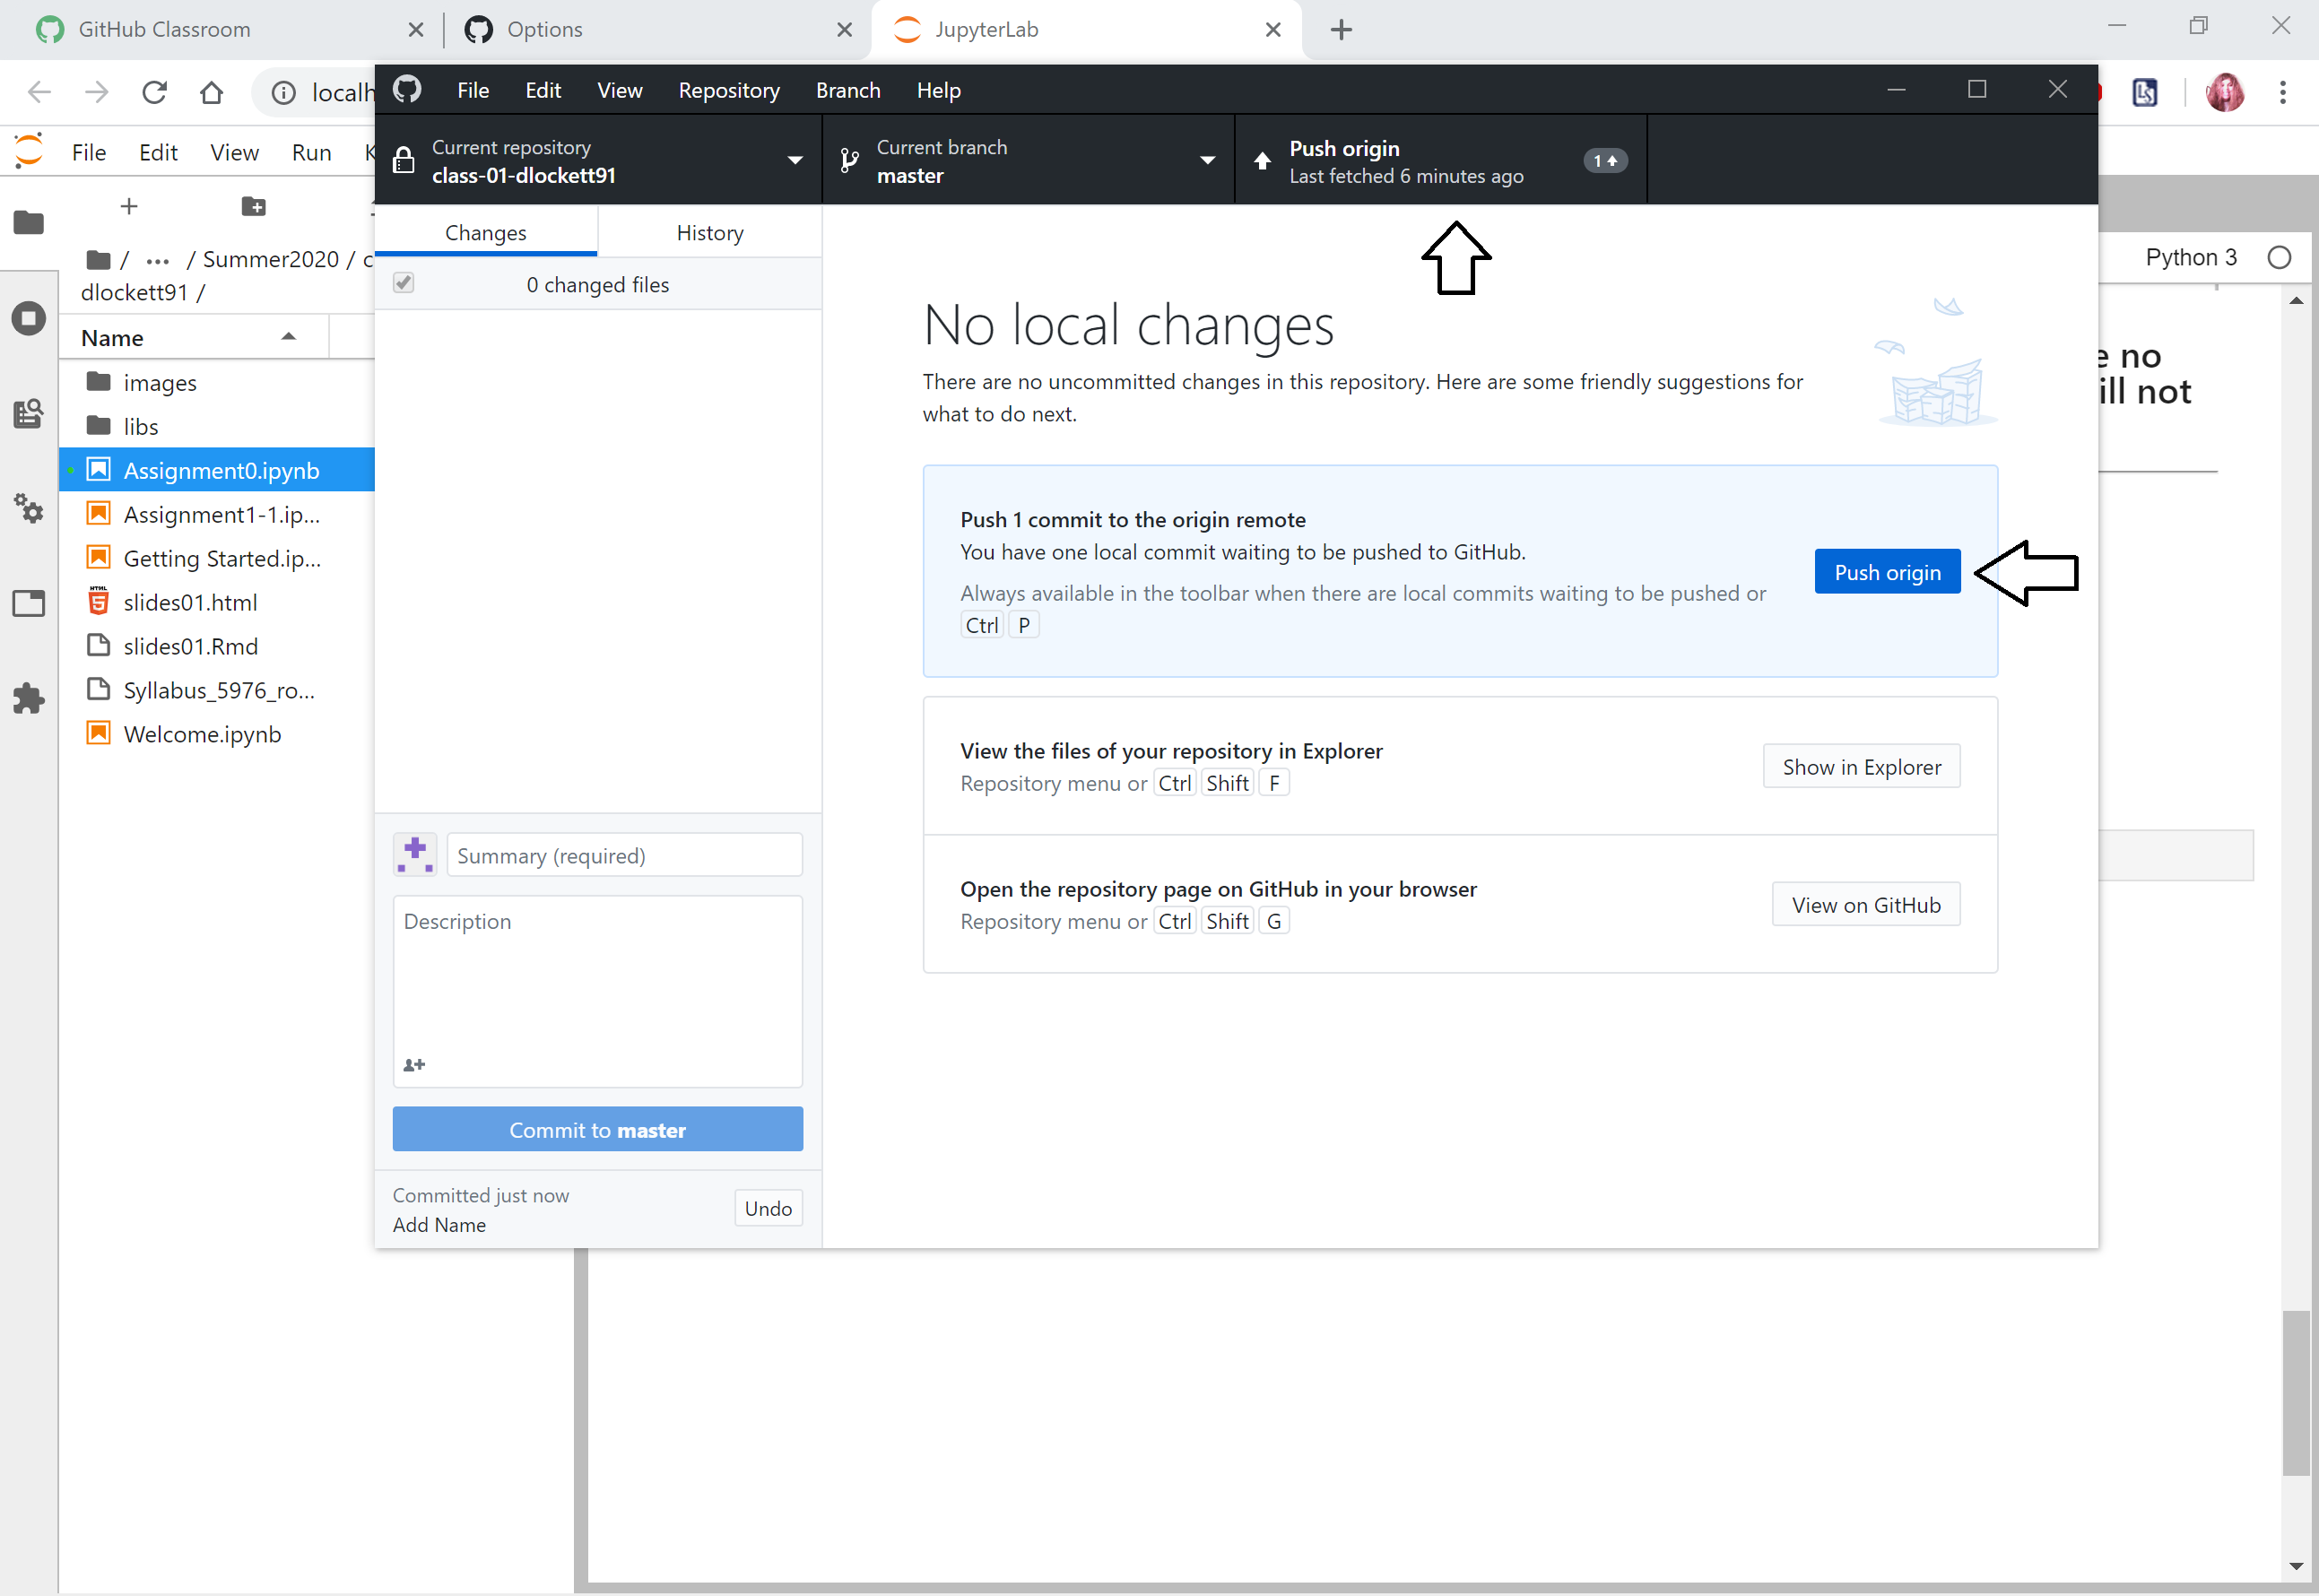 GitHub Classroom
Options
JupyterLab
localh
File Edit View Repository Branch Help
File Edit View Run K
Current repository
class-01-dlockett91
Current branch
master
Push origin
Last fetched 6 minutes ago
1
Changes
History
0 changed files
/ ... / Summer2020 / c
dlockett91 /
Name
images
libs
Assignment0.ipynb
Assignment1-1.ip...
Getting Started.ip...
slides01.html
slides01.Rmd
Syllabus_5976_ro...
Welcome.ipynb
Python 3
e no
ill not
No local changes
There are no uncommitted changes in this repository. Here are some friendly suggestions for
what to do next.
Push 1 commit to the origin remote
You have one local commit waiting to be pushed to GitHub.
Always available in the toolbar when there are local commits waiting to be pushed or
Ctrl P
Push origin
View the files of your repository in Explorer
Repository menu or Ctrl Shift F
Show in Explorer
Open the repository page on GitHub in your browser
Repository menu or Ctrl Shift G
View on GitHub
Summary (required)
Description
Commit to master
Committed just now
Add Name
Undo